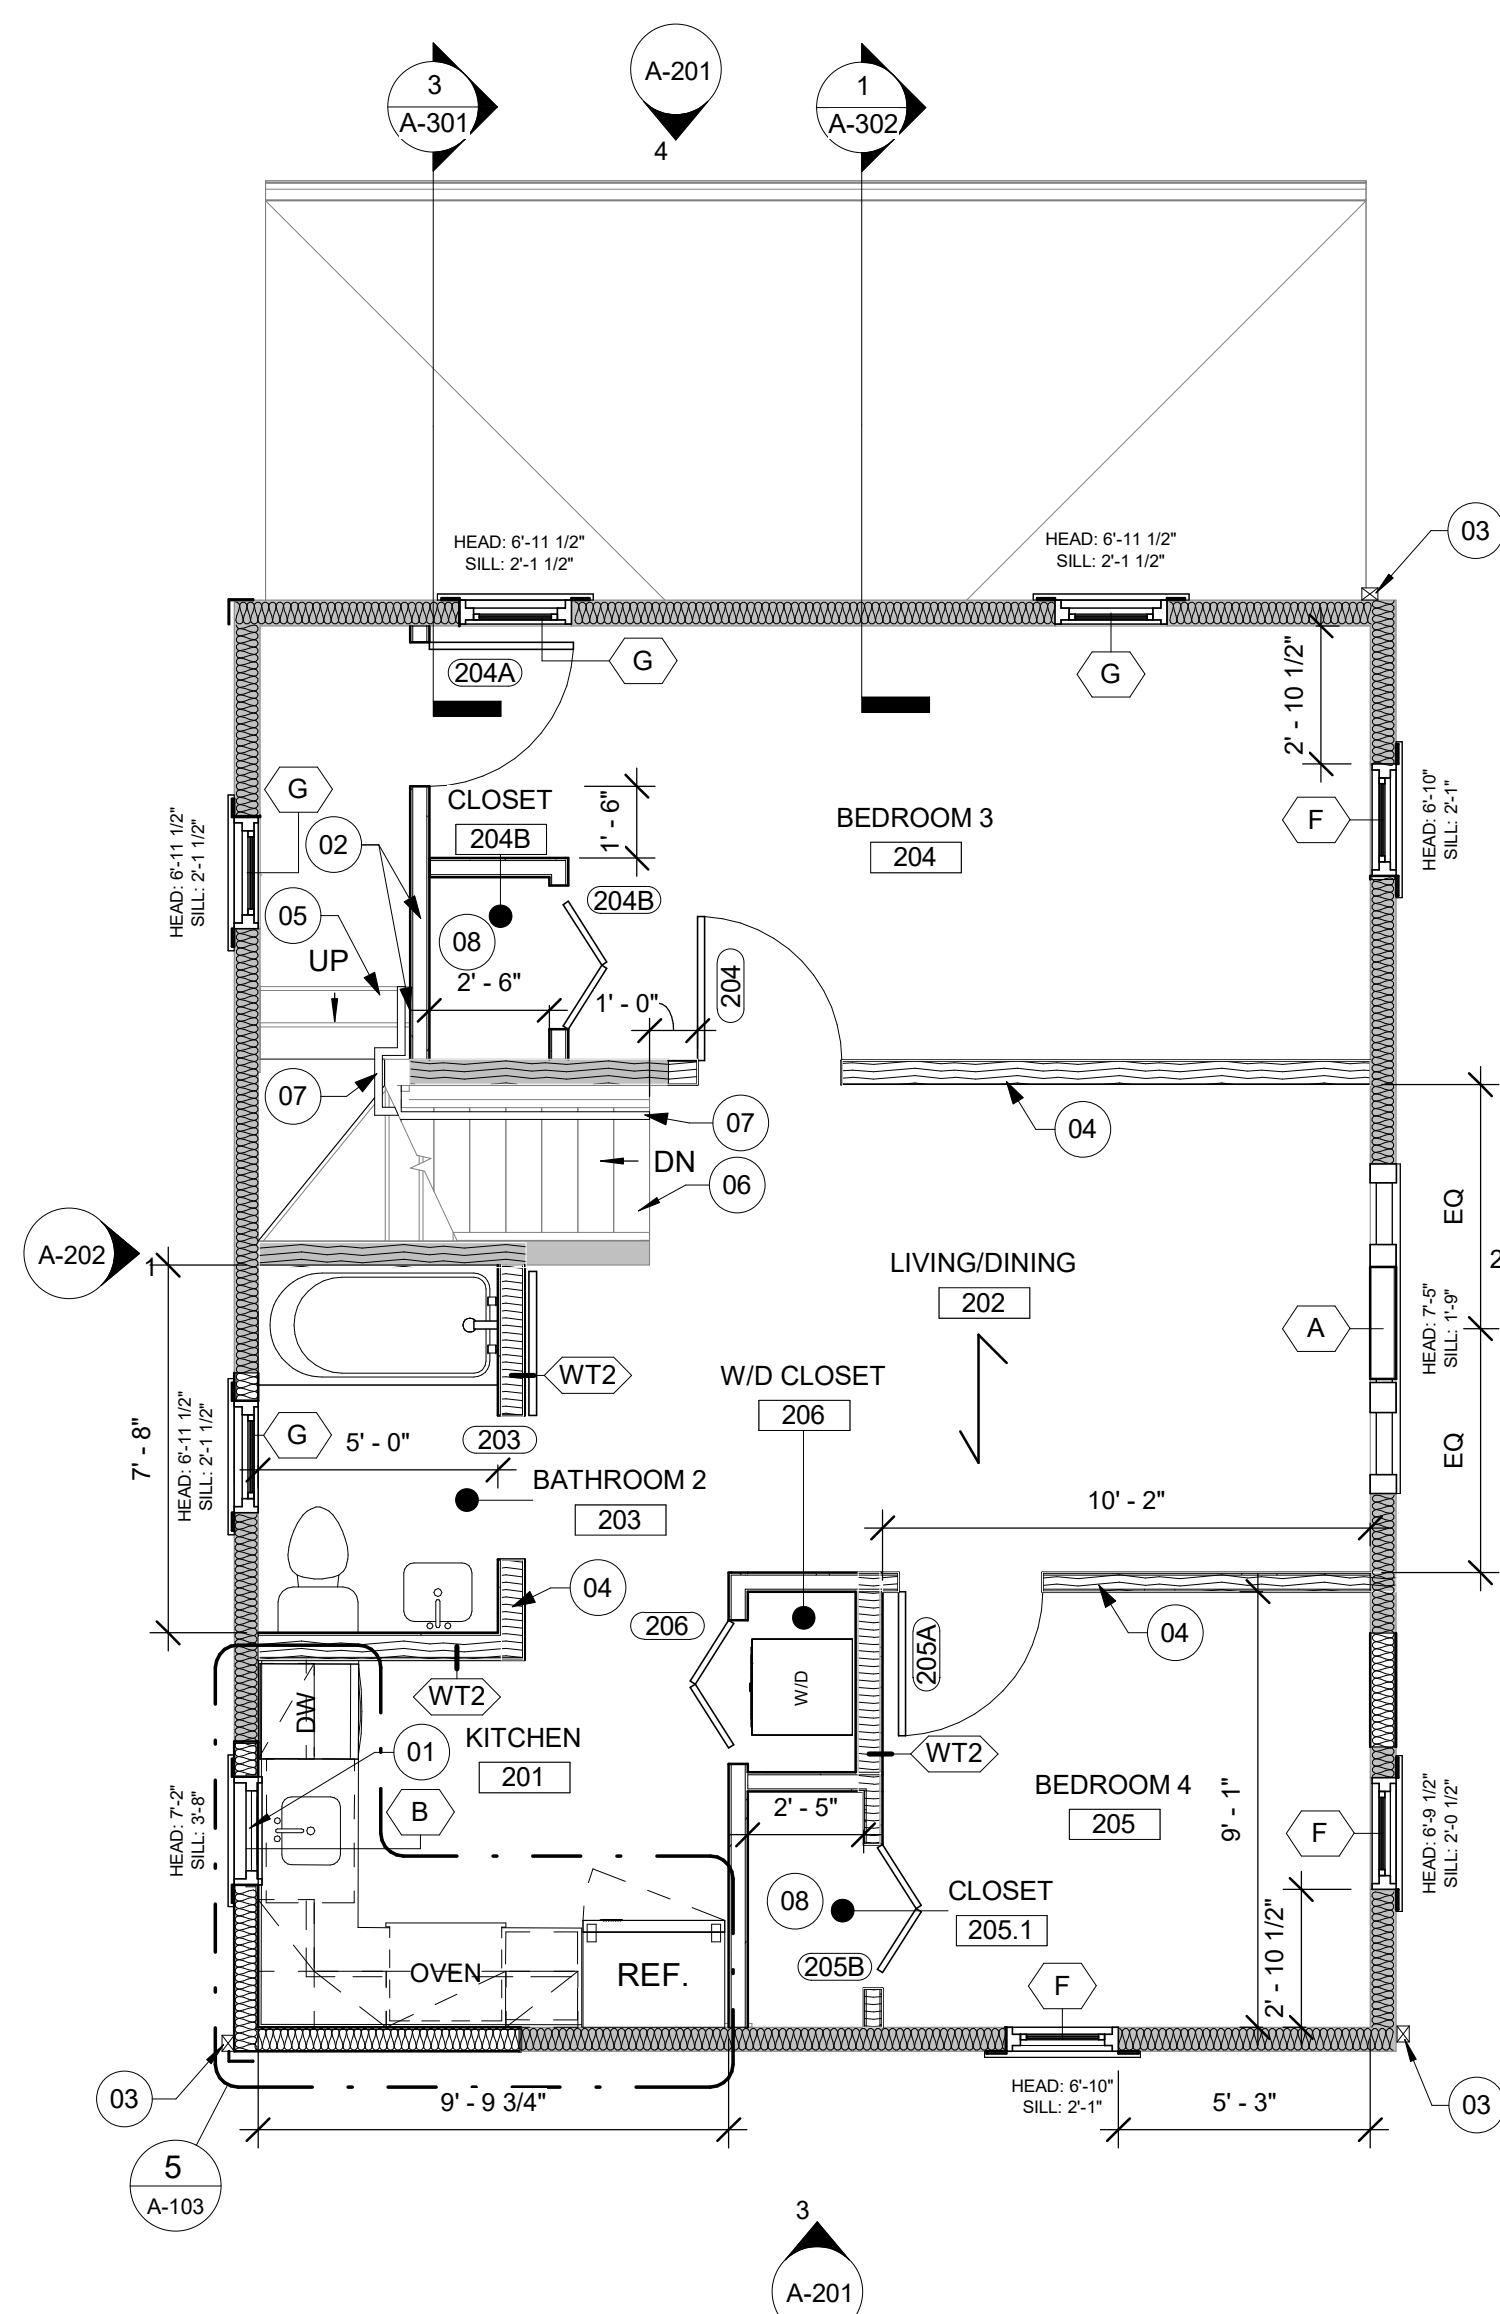 3
A-301
A-201
4
1
A-302
03
HEAD: 6'-11 1/2"
SILL: 2'-1 1/2"
HEAD: 6'-11 1/2"
SILL: 2'-1 1/2"
204A
G
G
2' - 10 1/2"
G
HEAD: 6'-11 1/2"
SILL: 2'-1 1/2"
02
CLOSET
204B
1' - 6"
BEDROOM 3
204
F
HEAD: 6'-10"
SILL: 2'-1"
05
204B
08
UP
2' - 6"
1' - 0"
204
07
07
04
DN
06
EQ
A-202
1
LIVING/DINING
202
2
A
HEAD: 7'-5"
SILL: 1'-9"
WT2
W/D CLOSET
206
7' - 8"
HEAD: 6'-11 1/2"
SILL: 2'-1 1/2"
G
5' - 0"
203
EQ
BATHROOM 2
203
10' - 2"
04
206
205A
04
W/D
WT2
DW
KITCHEN
201
01
WT2
BEDROOM 4
205
9' - 1"
B
2' - 5"
HEAD: 7'-2"
SILL: 3'-8"
F
HEAD: 6'-9 1/2"
SILL: 2'-0 1/2"
08
CLOSET
205.1
205B
OVEN
REF.
F
2' - 10 1/2"
03
9' - 9 3/4"
HEAD: 6'-10"
SILL: 2'-1"
5' - 3"
03
5
A-103
3
A-201